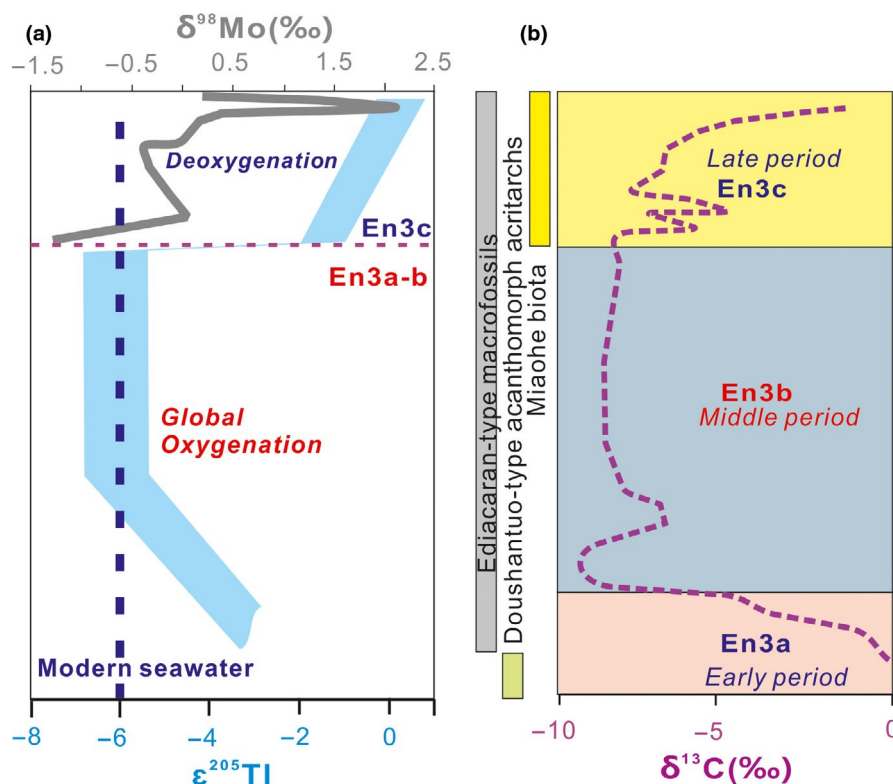 (a)
δ⁹⁸Mo(‰)
−1.5 −0.5 0.5 1.5 2.5
Deoxygenation
En3c
En3a-b
Global
Oxygenation
Modern seawater
−8 −6 −4 −2 0
ε²⁰⁵Tl
Ediacaran-type macrofossils
Doushantuo-type acanthomorph acritarchs
Miaohe biota
(b)
Late period
En3c
En3b
Middle period
En3a
Early period
−10 −5 0
δ¹³C(‰)